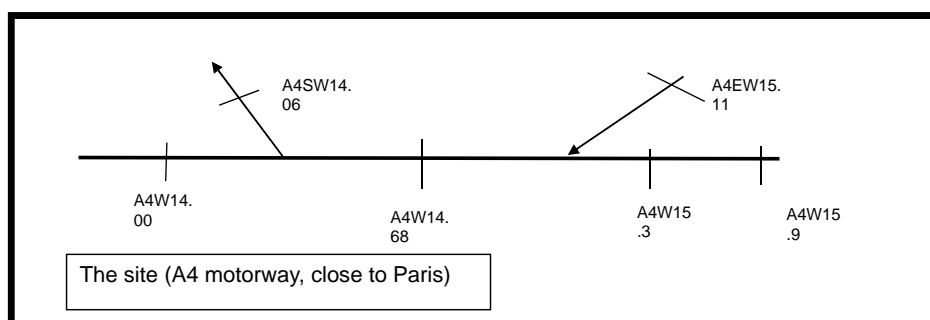 A4SW14.
06
A4EW15.
11
A4W14.
00
A4W14.
68
A4W15
.3
A4W15
.9
The site (A4 motorway, close to Paris)